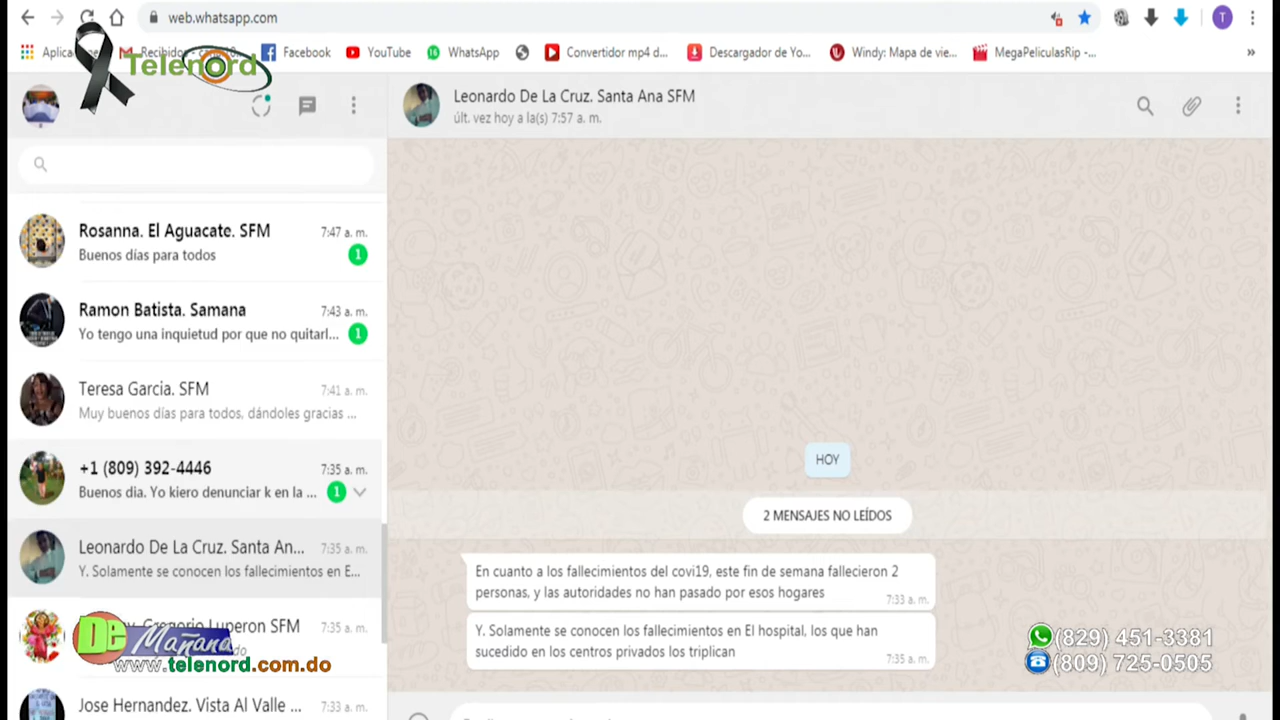 web.whatsapp.com
T
Facebook
YouTube
WhatsApp
Convertidor mp4 d...
Descargador de Yo...
Windy: Mapa de vie...
MegaPeliculasRip -...
»
Telenord
Leonardo De La Cruz. Santa Ana SFM
últ. vez hoy a la(s) 7:57 a. m.
Rosanna. El Aguacate. SFM
7:47 a. m.
Buenos días para todos
1
Ramon Batista. Samana
7:43 a. m.
Yo tengo una inquietud por que no quitarl...
1
Teresa Garcia. SFM
7:41 a. m.
Muy buenos días para todos, dándoles gracias ...
+1 (809) 392-4446
7:35 a. m.
Buenos dia. Yo kiero denunciar k en la ...
1
Leonardo De La Cruz. Santa An...
7:35 a. m.
Y. Solamente se conocen los fallecimientos en E...
Gregorio Luperon SFM
7:35 a. m.
Jose Hernandez. Vista Al Valle ...
7:33 a. m.
HOY
2 MENSAJES NO LEÍDOS
En cuanto a los fallecimientos del covi19, este fin de semana fallecieron 2
personas, y las autoridades no han pasado por esos hogares
7:33 a. m.
Y. Solamente se conocen los fallecimientos en El hospital, los que han
sucedido en los centros privados los triplican
7:35 a. m.
De Mañana
www.telenord.com.do
(829) 451-3381
(809) 725-0505